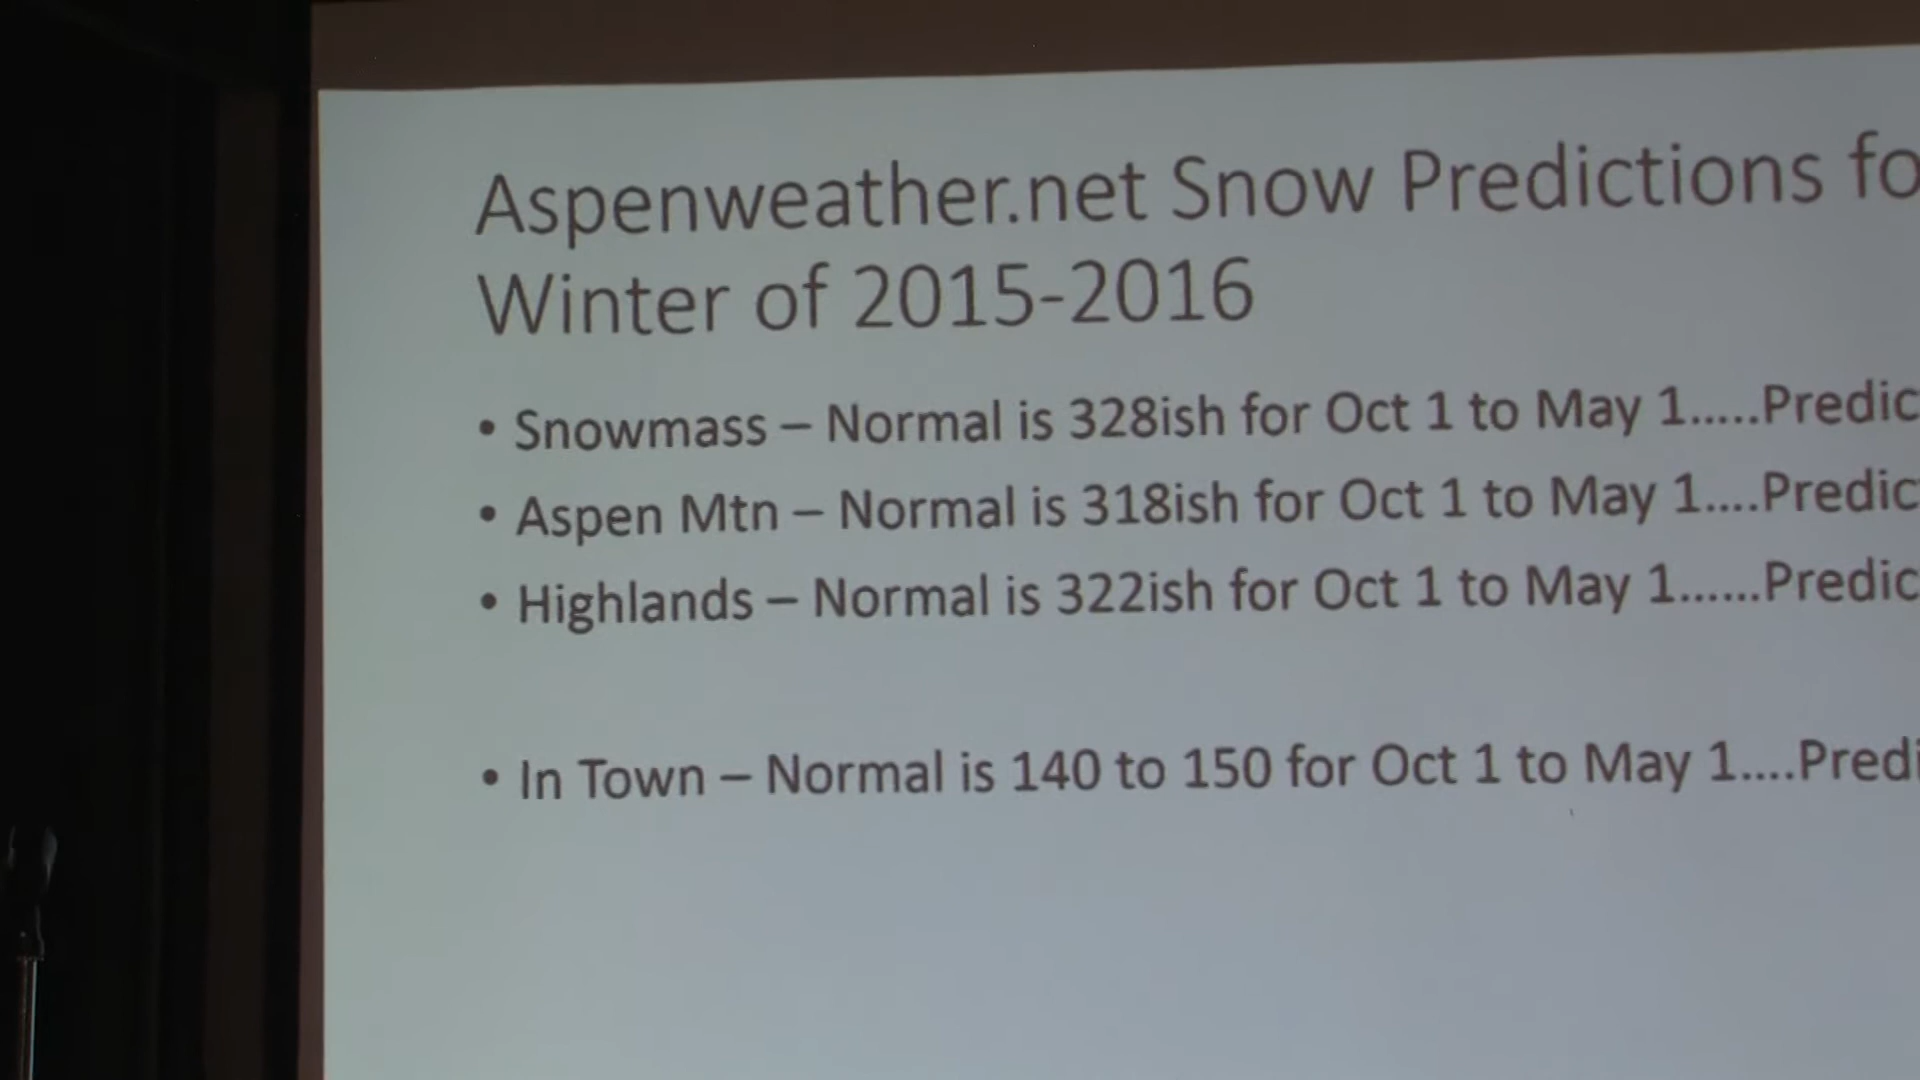 Aspenweather.net Snow Predictions fo
Winter of 2015-2016
• Snowmass – Normal is 328ish for Oct 1 to May 1.....Predic
• Aspen Mtn – Normal is 318ish for Oct 1 to May 1....Predic
• Highlands – Normal is 322ish for Oct 1 to May 1......Predic
• In Town – Normal is 140 to 150 for Oct 1 to May 1....Predi